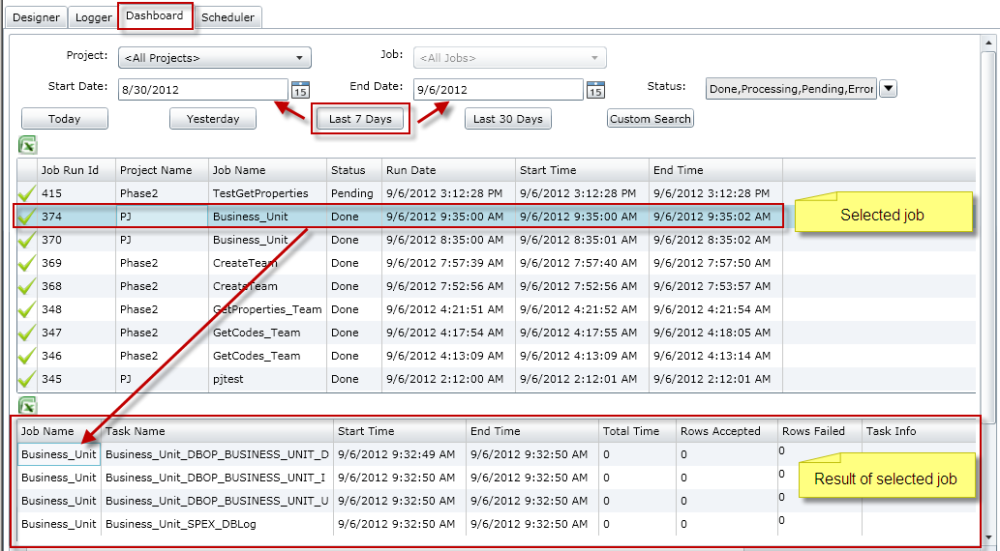 Designer Logger Dashboard Scheduler
Project: <All Projects> Job: <All Jobs>
Start Date: 8/30/2012 15 End Date: 9/6/2012 15 Status: Done,Processing,Pending,Error
Today Yesterday Last 7 Days Last 30 Days Custom Search
Job Run Id Project Name Job Name Status Run Date Start Time End Time
415 Phase2 TestGetProperties Pending 9/6/2012 3:12:28 PM 9/6/2012 3:12:28 PM 9/6/2012 3:12:28 PM
374 PJ Business_Unit Done 9/6/2012 9:35:00 AM 9/6/2012 9:35:00 AM 9/6/2012 9:35:02 AM
Selected job
370 PJ Business_Unit Done 9/6/2012 8:35:00 AM 9/6/2012 8:35:01 AM 9/6/2012 8:35:02 AM
369 Phase2 CreateTeam Done 9/6/2012 7:57:39 AM 9/6/2012 7:57:40 AM 9/6/2012 7:57:50 AM
368 Phase2 CreateTeam Done 9/6/2012 7:52:56 AM 9/6/2012 7:52:56 AM 9/6/2012 7:53:57 AM
348 Phase2 GetProperties_Team Done 9/6/2012 4:21:51 AM 9/6/2012 4:21:52 AM 9/6/2012 4:21:54 AM
347 Phase2 GetCodes_Team Done 9/6/2012 4:17:54 AM 9/6/2012 4:17:55 AM 9/6/2012 4:18:05 AM
346 Phase2 GetCodes_Team Done 9/6/2012 4:13:09 AM 9/6/2012 4:13:09 AM 9/6/2012 4:13:14 AM
345 PJ pjtest Done 9/6/2012 2:12:00 AM 9/6/2012 2:12:00 AM 9/6/2012 2:12:01 AM
Job Name Task Name Start Time End Time Total Time Rows Accepted Rows Failed Task Info
Business_Unit Business_Unit_DBOP_BUSINESS_UNIT_D 9/6/2012 9:32:49 AM 9/6/2012 9:32:50 AM 0 0 0
Business_Unit Business_Unit_DBOP_BUSINESS_UNIT_I 9/6/2012 9:32:50 AM 9/6/2012 9:32:50 AM 0 0 0
Result of selected job
Business_Unit Business_Unit_DBOP_BUSINESS_UNIT_U 9/6/2012 9:32:50 AM 9/6/2012 9:32:50 AM 0 0 0
Business_Unit Business_Unit_SPEX_DBLog 9/6/2012 9:32:50 AM 9/6/2012 9:32:50 AM 0 0 0